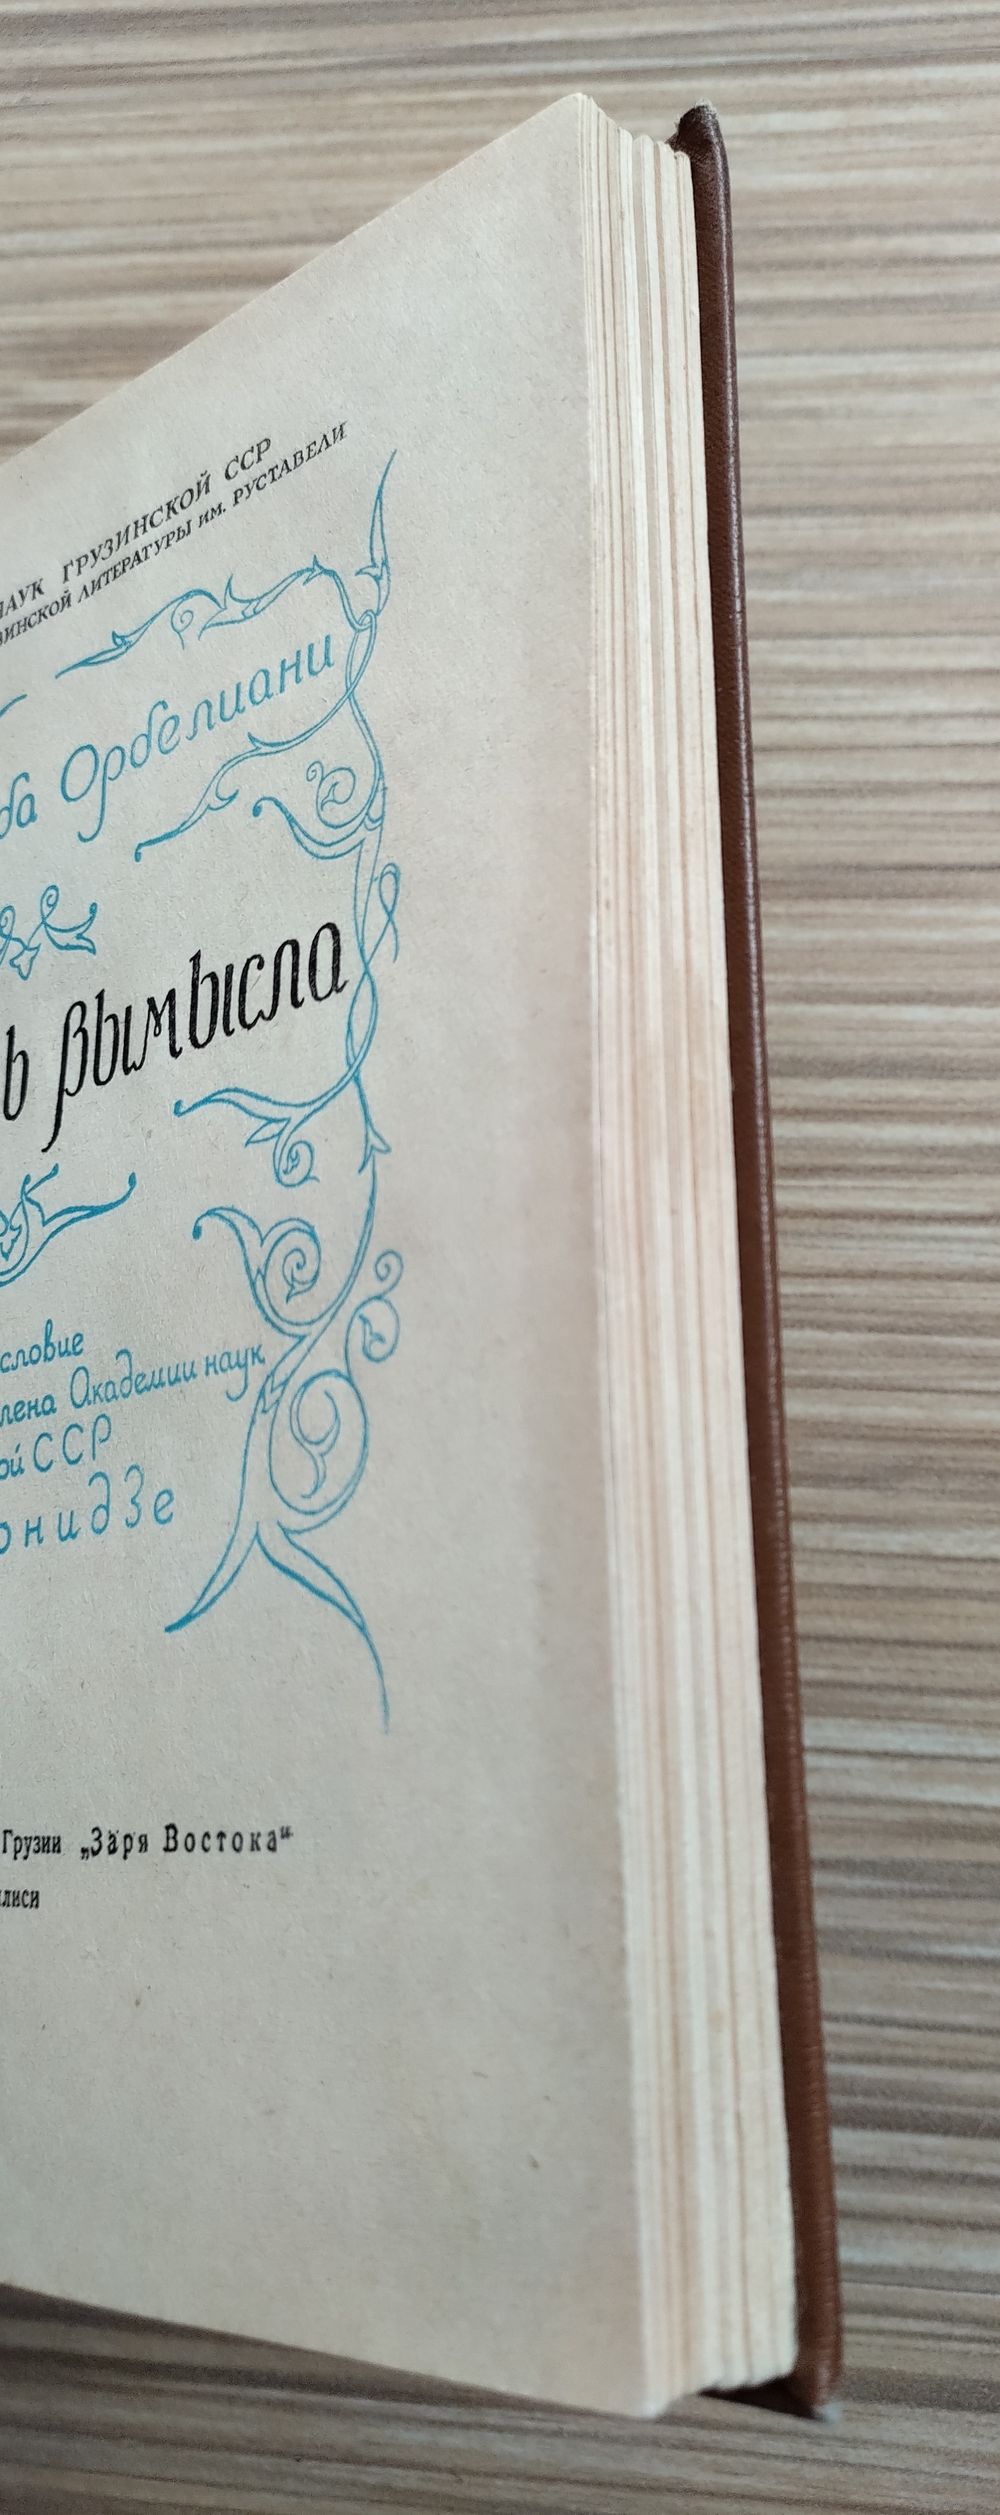 НАУК ГРУЗИНСКОЙ ССР
ЗИНСКОЙ ЛИТЕРАТУРЫ ИМ. РУСТАВЕЛИ
ба Орбелиани
ь вымысла
словие
лена Академии наук
ой ССР
онидзе
Грузии „Заря Востока“
лиси